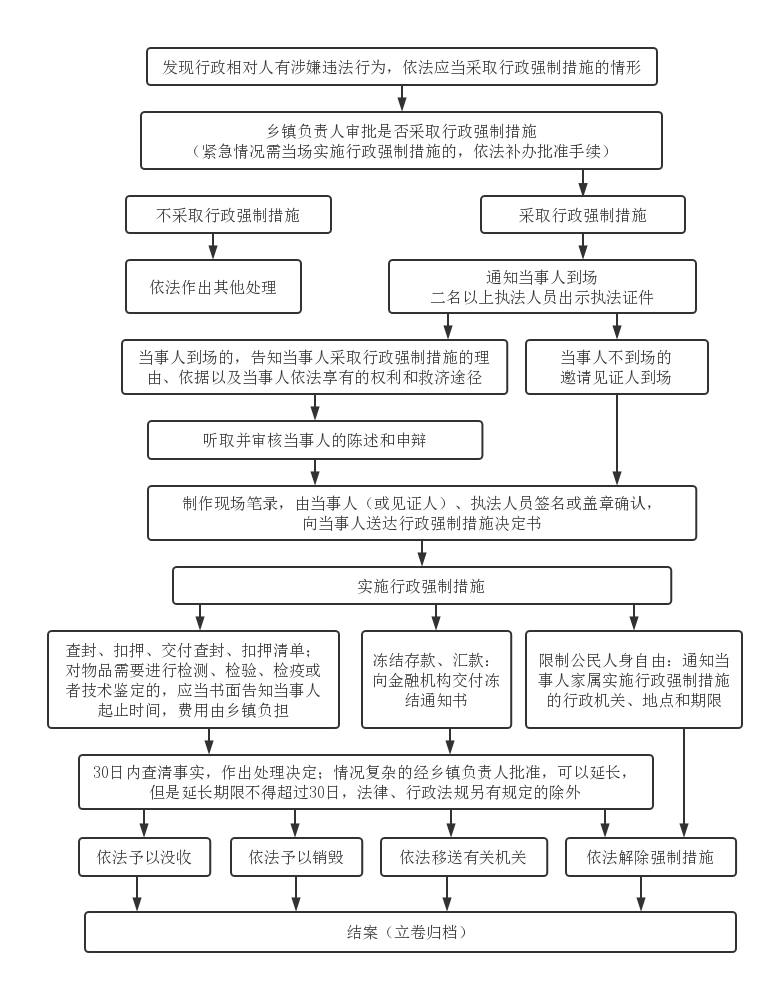 发现行政相对人有涉嫌违法行为，依法应当采取行政强制措施的情形
乡镇负责人审批是否采取行政强制措施
（紧急情况需当场实施行政强制措施的，依法补办批准手续）
不采取行政强制措施
采取行政强制措施
依法作出其他处理
通知当事人到场
二名以上执法人员出示执法证件
当事人到场的，告知当事人采取行政强制措施的理
由、依据以及当事人依法享有的权利和救济途径
当事人不到场的
邀请见证人到场
听取并审核当事人的陈述和申辩
制作现场笔录，由当事人（或见证人）、执法人员签名或盖章确认，
向当事人送达行政强制措施决定书
实施行政强制措施
查封、扣押、交付查封、扣押清单；
对物品需要进行检测、检验、检疫或
者技术鉴定的，应当书面告知当事人
起止时间，费用由乡镇负担
冻结存款、汇款：
向金融机构交付冻
结通知书
限制公民人身自由：通知当
事人家属实施行政强制措施
的行政机关、地点和期限
30日内查清事实，作出处理决定；情况复杂的经乡镇负责人批准，可以延长，
但是延长期限不得超过30日，法律、行政法规另有规定的除外
依法予以没收
依法予以销毁
依法移送有关机关
依法解除强制措施
结案（立卷归档）